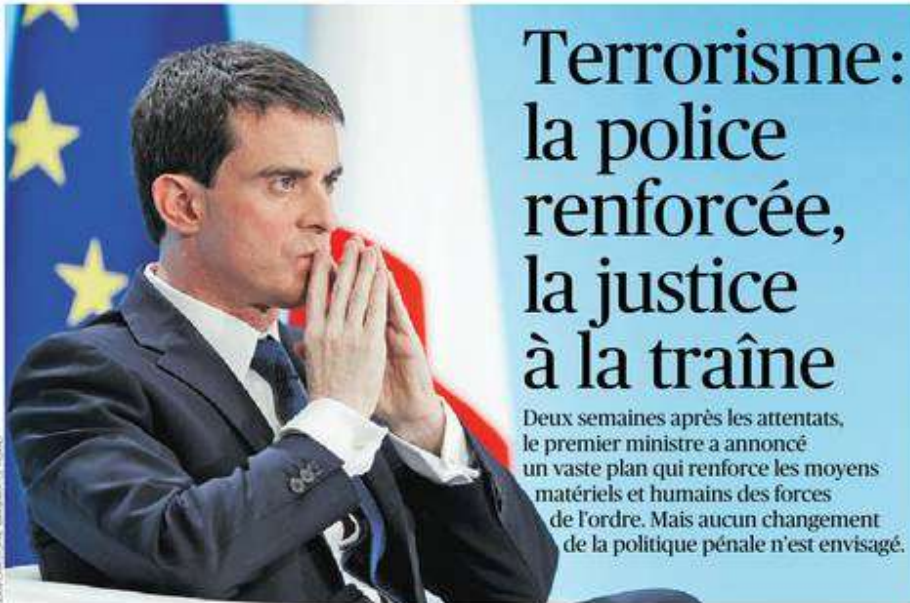 Terrorisme :
la police
renforcée,
la justice
à la traîne
Deux semaines après les attentats,
le premier ministre a annoncé
un vaste plan qui renforce les moyens
matériels et humains des forces
de l'ordre. Mais aucun changement
de la politique pénale n'est envisagé.